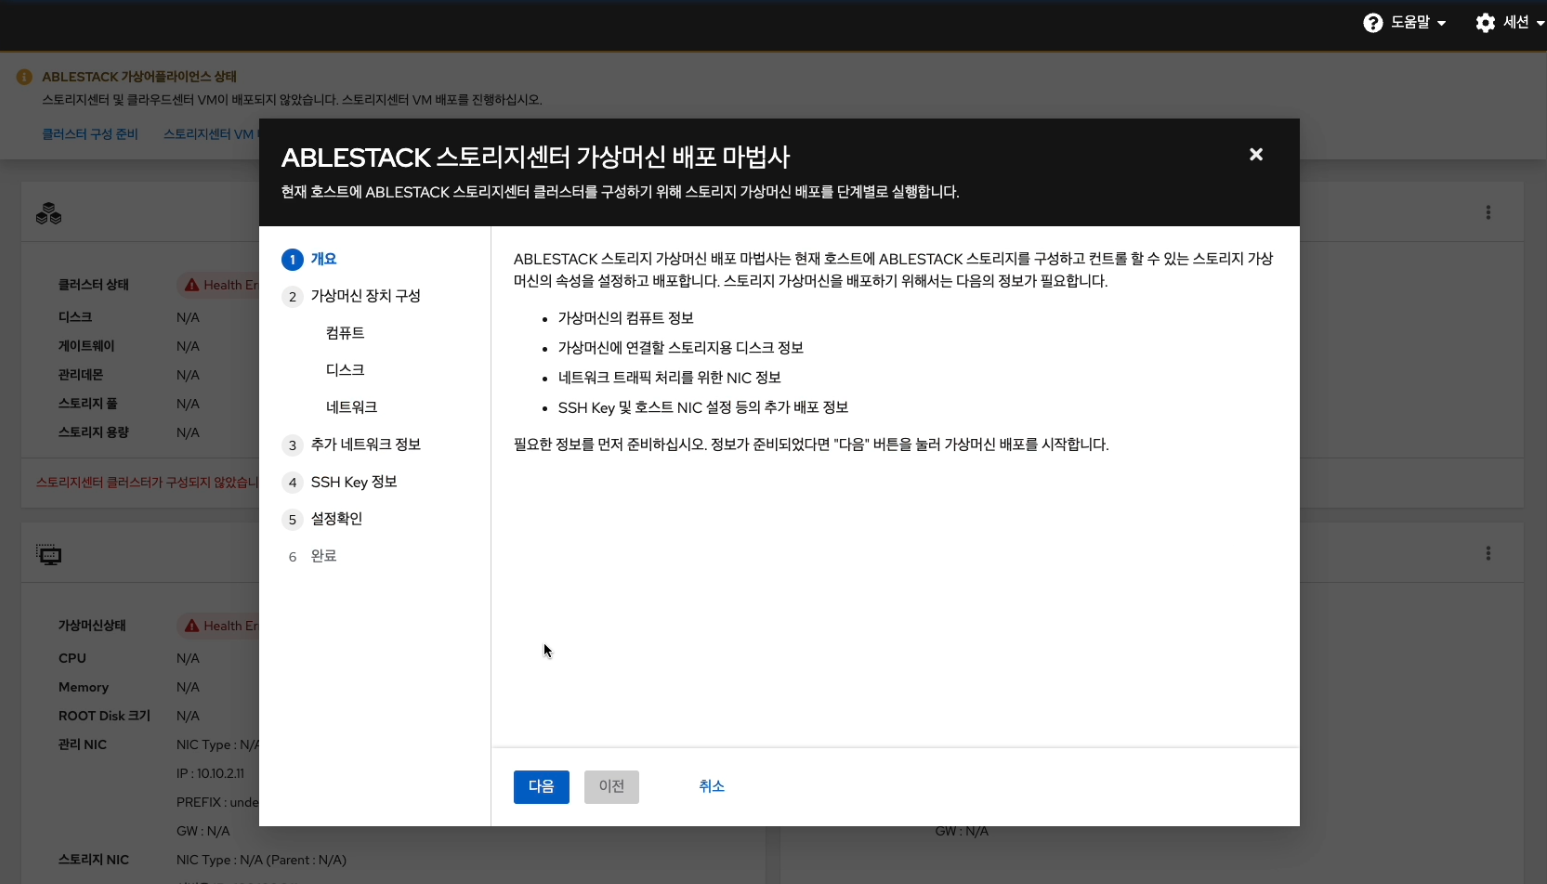 도움말
세션
ABLESTACK 가상어플라이언스 상태
스토리지센터 및 클라우드센터 VM이 배포되지 않았습니다. 스토리지센터 VM 배포를 진행하십시오.
클러스터 구성 준비
스토리지센터 VM
ABLESTACK 스토리지센터 가상머신 배포 마법사
현재 호스트에 ABLESTACK 스토리지센터 클러스터를 구성하기 위해 스토리지 가상머신 배포를 단계별로 실행합니다.
1 개요
2 가상머신 장치 구성
컴퓨트
디스크
네트워크
3 추가 네트워크 정보
4 SSH Key 정보
5 설정확인
6 완료
ABLESTACK 스토리지 가상머신 배포 마법사는 현재 호스트에 ABLESTACK 스토리지를 구성하고 컨트롤 할 수 있는 스토리지 가상
머신의 속성을 설정하고 배포합니다. 스토리지 가상머신을 배포하기 위해서는 다음의 정보가 필요합니다.
• 가상머신의 컴퓨트 정보
• 가상머신에 연결할 스토리지용 디스크 정보
• 네트워크 트래픽 처리를 위한 NIC 정보
• SSH Key 및 호스트 NIC 설정 등의 추가 배포 정보
필요한 정보를 먼저 준비하십시오. 정보가 준비되었다면 "다음" 버튼을 눌러 가상머신 배포를 시작합니다.
다음
이전
취소
클러스터 상태 Health Er
디스크 N/A
게이트웨이 N/A
관리데몬 N/A
스토리지 풀 N/A
스토리지 용량 N/A
스토리지센터 클러스터가 구성되지 않았습니
가상머신상태 Health Er
CPU N/A
Memory N/A
ROOT Disk 크기 N/A
관리 NIC NIC Type : N/A
IP : 10.10.2.11
PREFIX : unde
GW : N/A
GW : N/A
스토리지 NIC NIC Type : N/A (Parent : N/A)